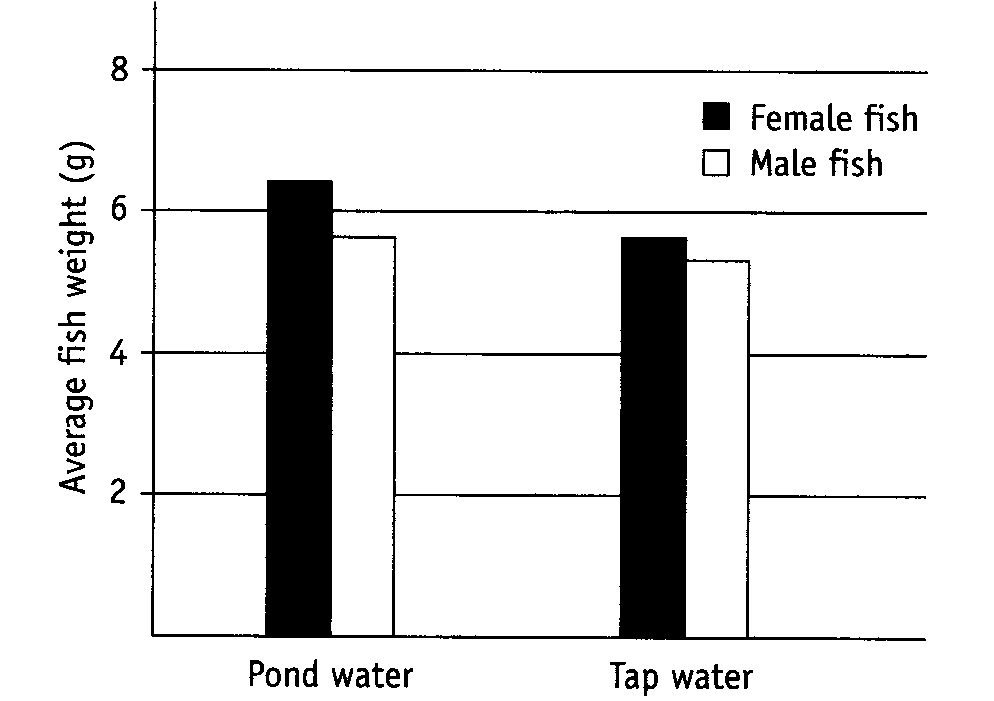 8
Female fish
Male fish
6
4
2
Average fish weight (g)
Pond water
Tap water